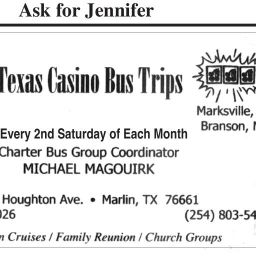 Ask for Jennifer
Texas Casino Bus Trips
Marksville,
Branson,
Every 2nd Saturday of Each Month
Charter Bus Group Coordinator
MICHAEL MAGOUIRK
Houghton Ave. • Marlin, TX 76661
026
(254) 803-54
n Cruises / Family Reunion / Church Groups